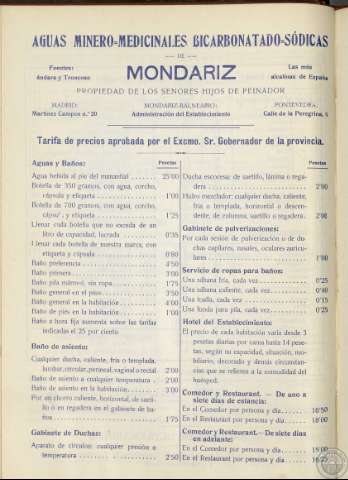 AGUAS MINERO-MEDICINALES BICARBONATADO-SÓDICAS
— DE —
Fuentes:
Gándara y Troncoso
MONDARIZ
Las más
alcalinas de España
PROPIEDAD DE LOS SEÑORES HIJOS DE PEINADOR
MADRID:
Martínez Campos n.º 20
MONDARIZ-BALNEARIO:
Administración del Establecimiento
PONTEVEDRA:
Calle de la Peregrina, 6
Tarifa de precios aprobada por el Excmo. Sr. Gobernador de la provincia.
Aguas y Baños: Pesetas
Agua bebida al pie del manantial 25'00
Botella de 350 gramos, con agua, corcho,
cápsula y etiqueta 1'00
Botella de 700 gramos, con agua, corcho,
cápsul. y etiqueta 1'25
Llenar cada botella que no exceda de un
litro de capacidad, lacrada 0'35
Llenar cada botella de nuestra marca, con
etiqueta y cápsula 0'80
Baño preferencia 4'50
Baño primera 3'00
Baño pila mármol, sin ropa 1'75
Baño general en el piso 3'50
Baño general en la habitación 4'00
Baño de pies en la habitación 1'00
Baño a hora fija aumenta sobre las tarifas
indicadas el 25 por ciento
Baño de asiento:
Cualquier ducha, caliente, fría o templada,
lumbar, circular, perineal, vaginal o rectal 2'00
Baño de asiento a cualquier temperatura 2'00
Baño de asiento en la habitación 3'00
Por un chorro caliente, horizontal, de sartillo
o en regadera en el gabinete de baños
1'75
Gabinete de Duchas:
Aparato de círculos: cualquier presión o
temperatura 2'50
Pesetas
Ducha escocesa: de sartillo, lámina o regadera
2'00
Hidro mezclador: cualquier ducha, caliente,
fría o templada, horizontal o descendente,
de columna, sartillo o regadera 2'00
Gabinete de pulverizaciones:
Por cada sesión de pulverización o de duchas
capilares, nasales, oculares auriculares
1'00
Servicio de ropas para baños:
Una sábana fría, cada vez 0'25
Una sábana caliente, cada vez 0'40
Una toalla, cada vez 0'15
Una funda para pila, cada vez 0'25
Hotel del Establecimiento:
El precio de cada habitación varía desde 3
pesetas diarias por cama hasta 14 pesetas,
según su capacidad, situación, mobiliario,
decorado y demás circunstancias
que se refieren a la comodidad del
huésped.
Comedor y Restaurant. — De uno a
siete días de estancia:
En el Comedor por persona y día 16'50
En el Restaurant por persona y día 18'00
Comedor y Restaurant. — De siete días
en adelante:
En el Comedor por persona y día 15'00
En el Restaurant por persona y día 16'25